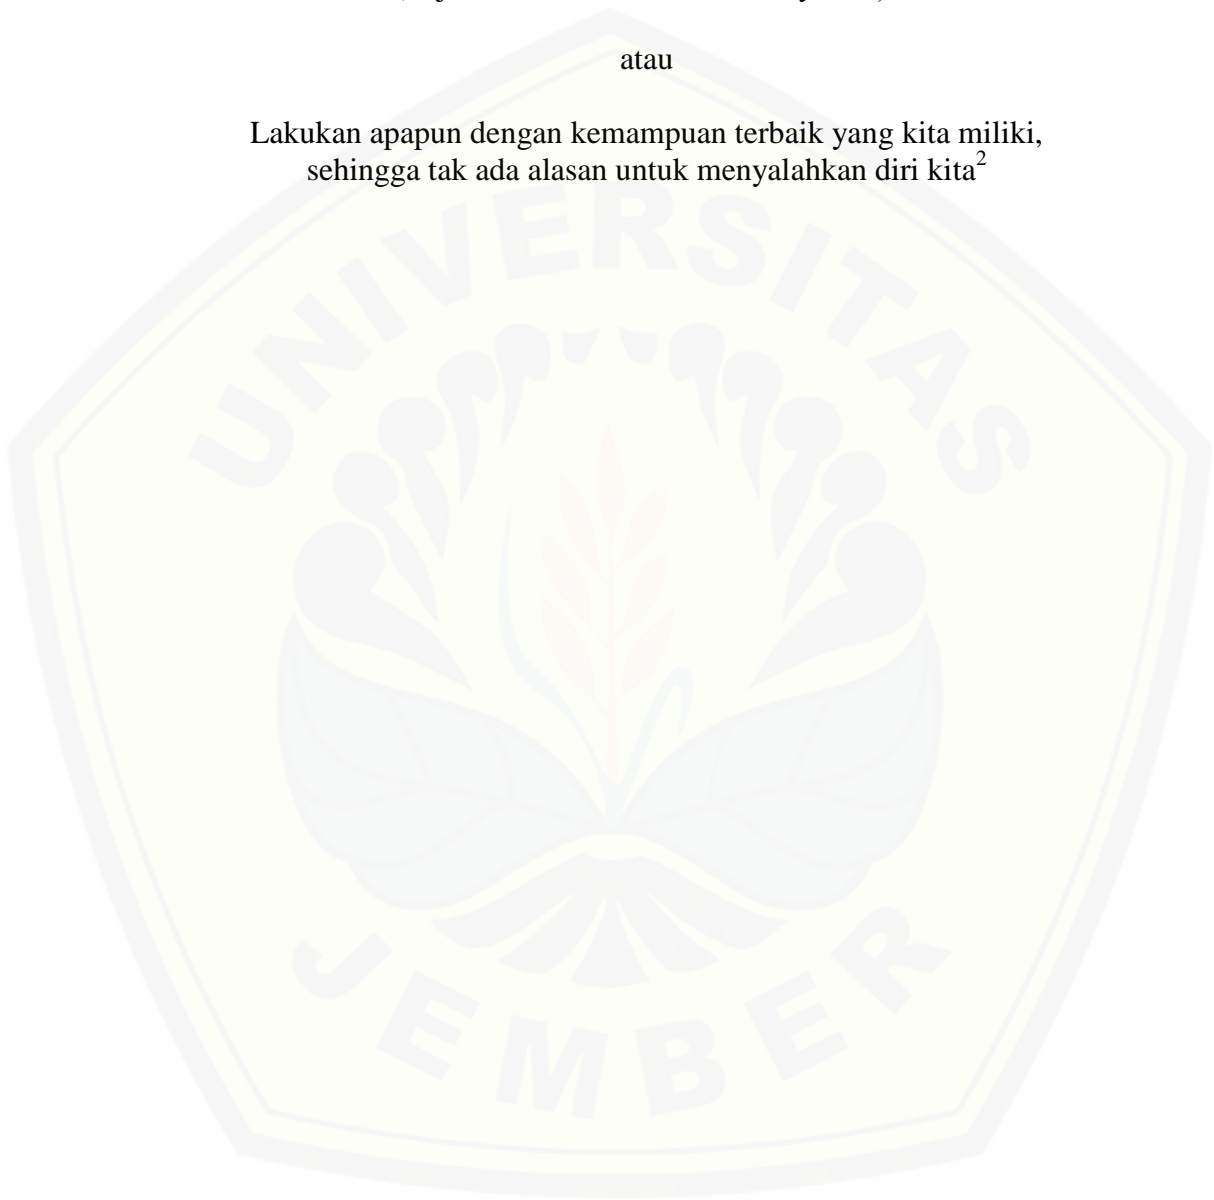 atau
Lakukan apapun dengan kemampuan terbaik yang kita miliki,
sehingga tak ada alasan untuk menyalahkan diri kita²
UNIVERSITAS
JEMBER